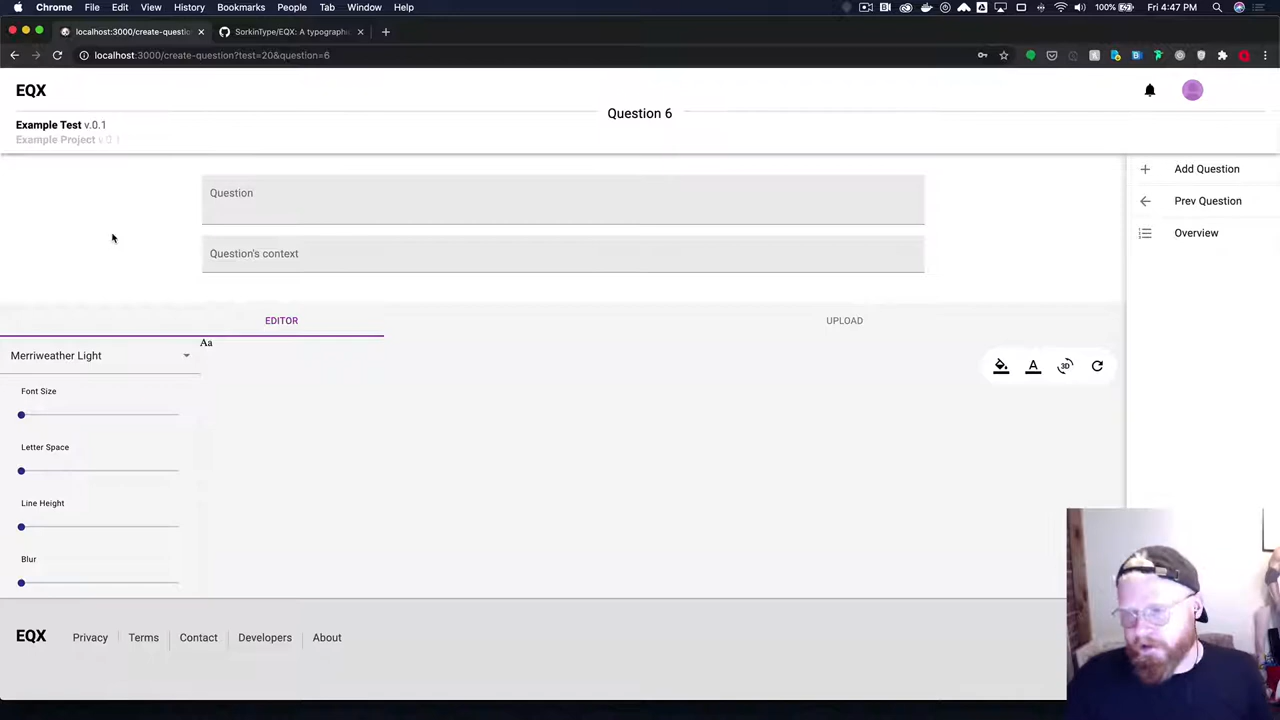 Chrome File Edit View History Bookmarks People Tab Window Help 100% Fri 4:47 PM
localhost:3000/create-questio SorkinType/EQX: A typographi
localhost:3000/create-question?test=20&question=6
EQX
Question 6
Example Test v.0.1
Example Project v 0.1
Add Question
Question
Prev Question
Overview
Question's context
EDITOR UPLOAD
Aa
Merriweather Light
3D
Font Size
Letter Space
Line Height
Blur
EQX Privacy Terms Contact Developers About